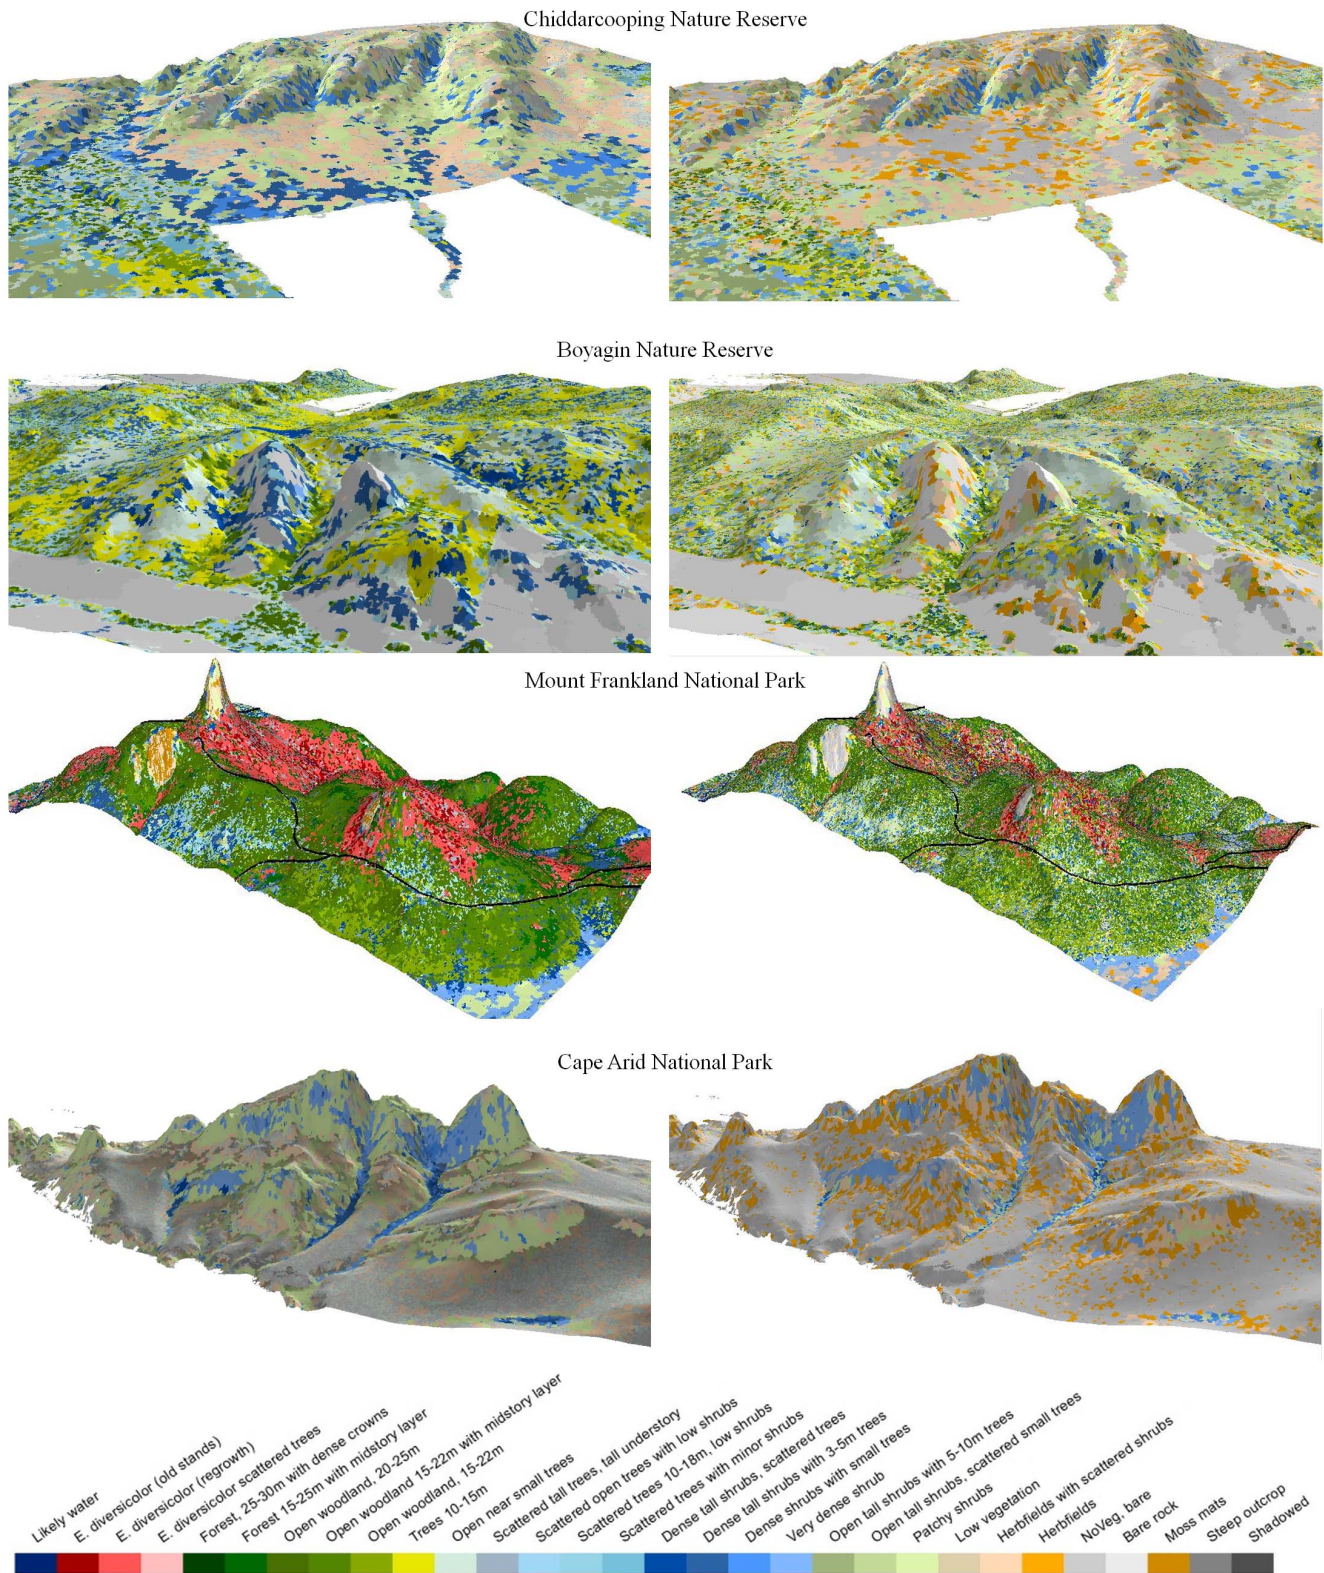 Chiddarcooping Nature Reserve
Boyagin Nature Reserve
Mount Frankland National Park
Cape Arid National Park
Likely water
E. diversicolor (old stands)
E. diversicolor (regrowth)
E. diversicolor scattered trees
Forest, 25-30m with dense crowns
Forest 15-25m with midstory layer
Open woodland, 20-25m
Open woodland 15-22m with midstory layer
Open woodland, 15-22m
Trees 10-15m
Open near small trees
Scattered tall trees, tall understory
Scattered open trees with low shrubs
Scattered trees 10-18m, low shrubs
Scattered trees with minor shrubs
Dense tall shrubs, scattered trees
Dense tall shrubs with 3-5m trees
Dense shrubs with small trees
Very dense shrub
Open tall shrubs with 5-10m trees
Open tall shrubs, scattered small trees
Patchy shrubs
Low vegetation
Herbfields with scattered shrubs
Herbfields
NoVeg, bare
Bare rock
Moss mats
Steep outcrop
Shadowed